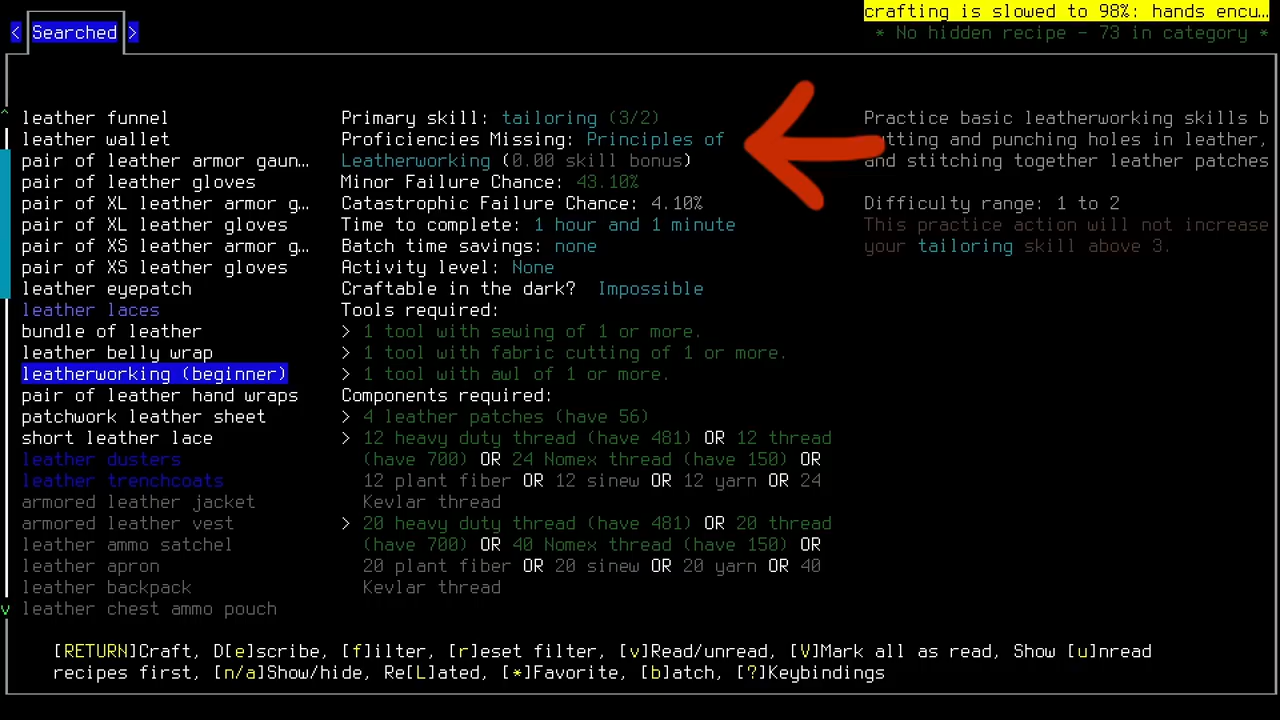 crafting is slowed to 98%: hands encu…
< Searched >
* No hidden recipe - 73 in category *
leather funnel
leather wallet
pair of leather armor gaun…
pair of leather gloves
pair of XL leather armor g…
pair of XL leather gloves
pair of XS leather armor g…
pair of XS leather gloves
leather eyepatch
leather laces
bundle of leather
leather belly wrap
leatherworking (beginner)
pair of leather hand wraps
patchwork leather sheet
short leather lace
leather dusters
leather trenchcoats
armored leather jacket
armored leather vest
leather ammo satchel
leather apron
leather backpack
leather chest ammo pouch
Primary skill: tailoring (3/2)
Proficiencies Missing: Principles of
Leatherworking (0.00 skill bonus)
Minor Failure Chance: 43.10%
Catastrophic Failure Chance: 4.10%
Time to complete: 1 hour and 1 minute
Batch time savings: none
Activity level: None
Craftable in the dark? Impossible
Tools required:
> 1 tool with sewing of 1 or more.
> 1 tool with fabric cutting of 1 or more.
> 1 tool with awl of 1 or more.
Components required:
> 4 leather patches (have 56)
> 12 heavy duty thread (have 481) OR 12 thread
(have 700) OR 24 Nomex thread (have 150) OR
12 plant fiber OR 12 sinew OR 12 yarn OR 24
Kevlar thread
> 20 heavy duty thread (have 481) OR 20 thread
(have 700) OR 40 Nomex thread (have 150) OR
20 plant fiber OR 20 sinew OR 20 yarn OR 40
Kevlar thread
Practice basic leatherworking skills b
utting and punching holes in leather,
and stitching together leather patches
Difficulty range: 1 to 2
This practice action will not increase
your tailoring skill above 3.
[RETURN]Craft, D[e]scribe, [f]ilter, [r]eset filter, [v]Read/unread, [V]Mark all as read, Show [u]nread
recipes first, [n/a]Show/hide, Re[L]ated, [*]Favorite, [b]atch, [?]Keybindings